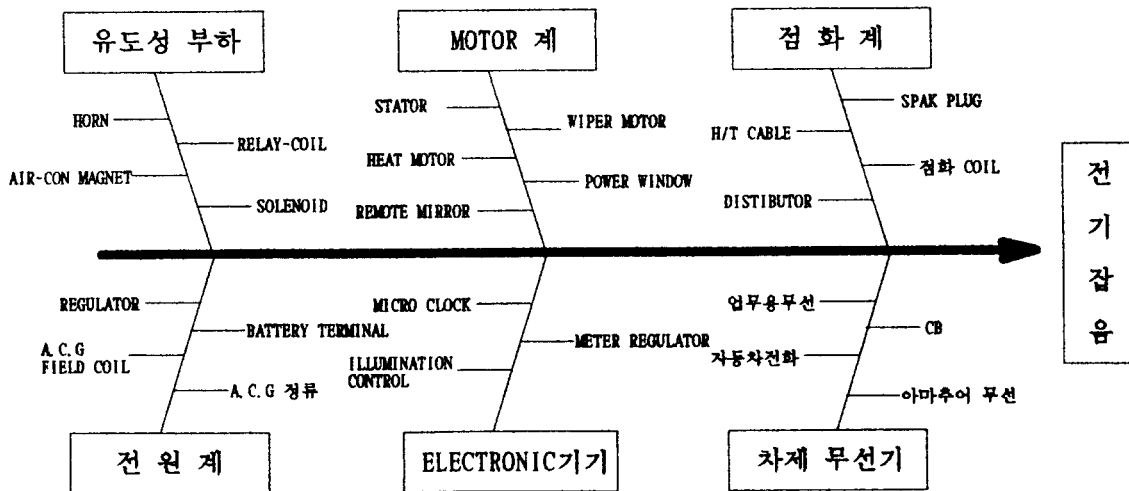 유도성 부하
MOTOR 계
점 화 계
HORN
RELAY-COIL
AIR-CON MAGNET
SOLENOID
STATOR
WIPER MOTOR
HEAT MOTOR
POWER WINDOW
REMOTE MIRROR
SPAK PLUG
H/T CABLE
점화 COIL
DISTIBUTOR
전
기
잡
음
REGULATOR
BATTERY TERMINAL
A.C.G
FIELD COIL
A.C.G 정류
MICRO CLOCK
METER REGULATOR
ILLUMINATION
CONTROL
업무용무선
CB
자동차전화
아마추어 무선
전 원 계
ELECTRONIC기기
차제 무선기